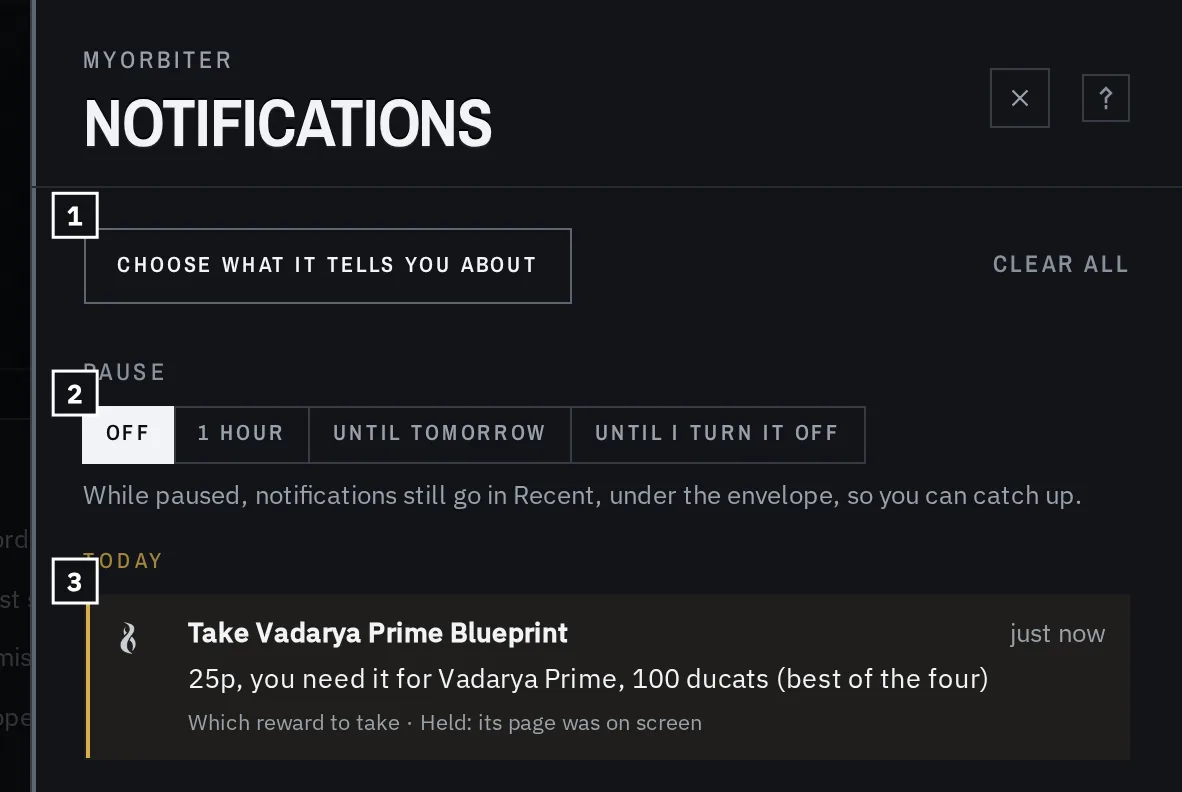 MYORBITER
NOTIFICATIONS
?
1
CHOOSE WHAT IT TELLS YOU ABOUT
CLEAR ALL
PAUSE
2
OFF
1 HOUR
UNTIL TOMORROW
UNTIL I TURN IT OFF
While paused, notifications still go in Recent, under the envelope, so you can catch up.
TODAY
3
Take Vadarya Prime Blueprint
just now
25p, you need it for Vadarya Prime, 100 ducats (best of the four)
Which reward to take · Held: its page was on screen